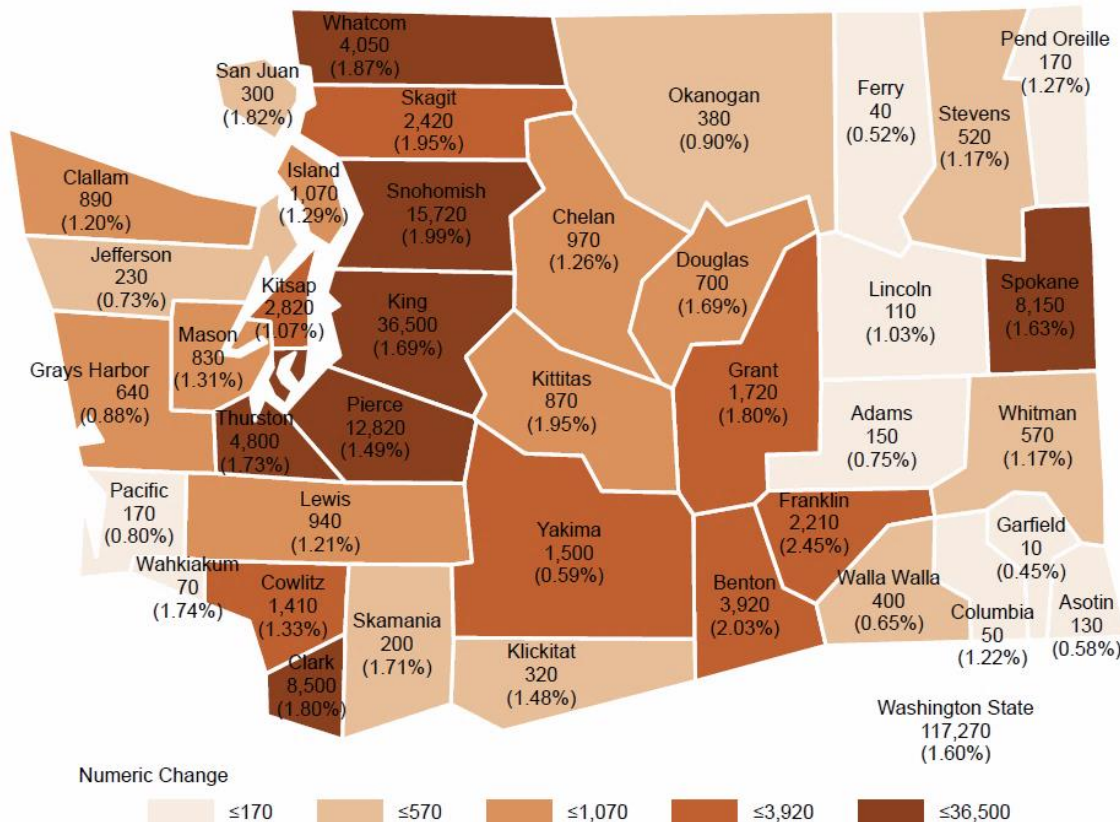 Whatcom
4,050
(1.87%)
San Juan
300
(1.82%)
Skagit
2,420
(1.95%)
Okanogan
380
(0.90%)
Ferry
40
(0.52%)
Stevens
520
(1.17%)
Pend Oreille
170
(1.27%)
Clallam
890
(1.20%)
Island
1,070
(1.29%)
Snohomish
15,720
(1.99%)
Chelan
970
(1.26%)
Douglas
700
(1.69%)
Jefferson
230
(0.73%)
Kitsap
2,820
(1.07%)
King
36,500
(1.69%)
Lincoln
110
(1.03%)
Spokane
8,150
(1.63%)
Mason
830
(1.31%)
Grays Harbor
640
(0.88%)
Kittitas
870
(1.95%)
Grant
1,720
(1.80%)
Thurston
4,800
(1.73%)
Pierce
12,820
(1.49%)
Adams
150
(0.75%)
Whitman
570
(1.17%)
Pacific
170
(0.80%)
Lewis
940
(1.21%)
Yakima
1,500
(0.59%)
Franklin
2,210
(2.45%)
Garfield
10
(0.45%)
Wahkiakum
70
(1.74%)
Cowlitz
1,410
(1.33%)
Skamania
200
(1.71%)
Benton
3,920
(2.03%)
Walla Walla
400
(0.65%)
Columbia
50
(1.22%)
Asotin
130
(0.58%)
Clark
8,500
(1.80%)
Klickitat
320
(1.48%)
Washington State
117,270
(1.60%)
Numeric Change
≤170
≤570
≤1,070
≤3,920
≤36,500